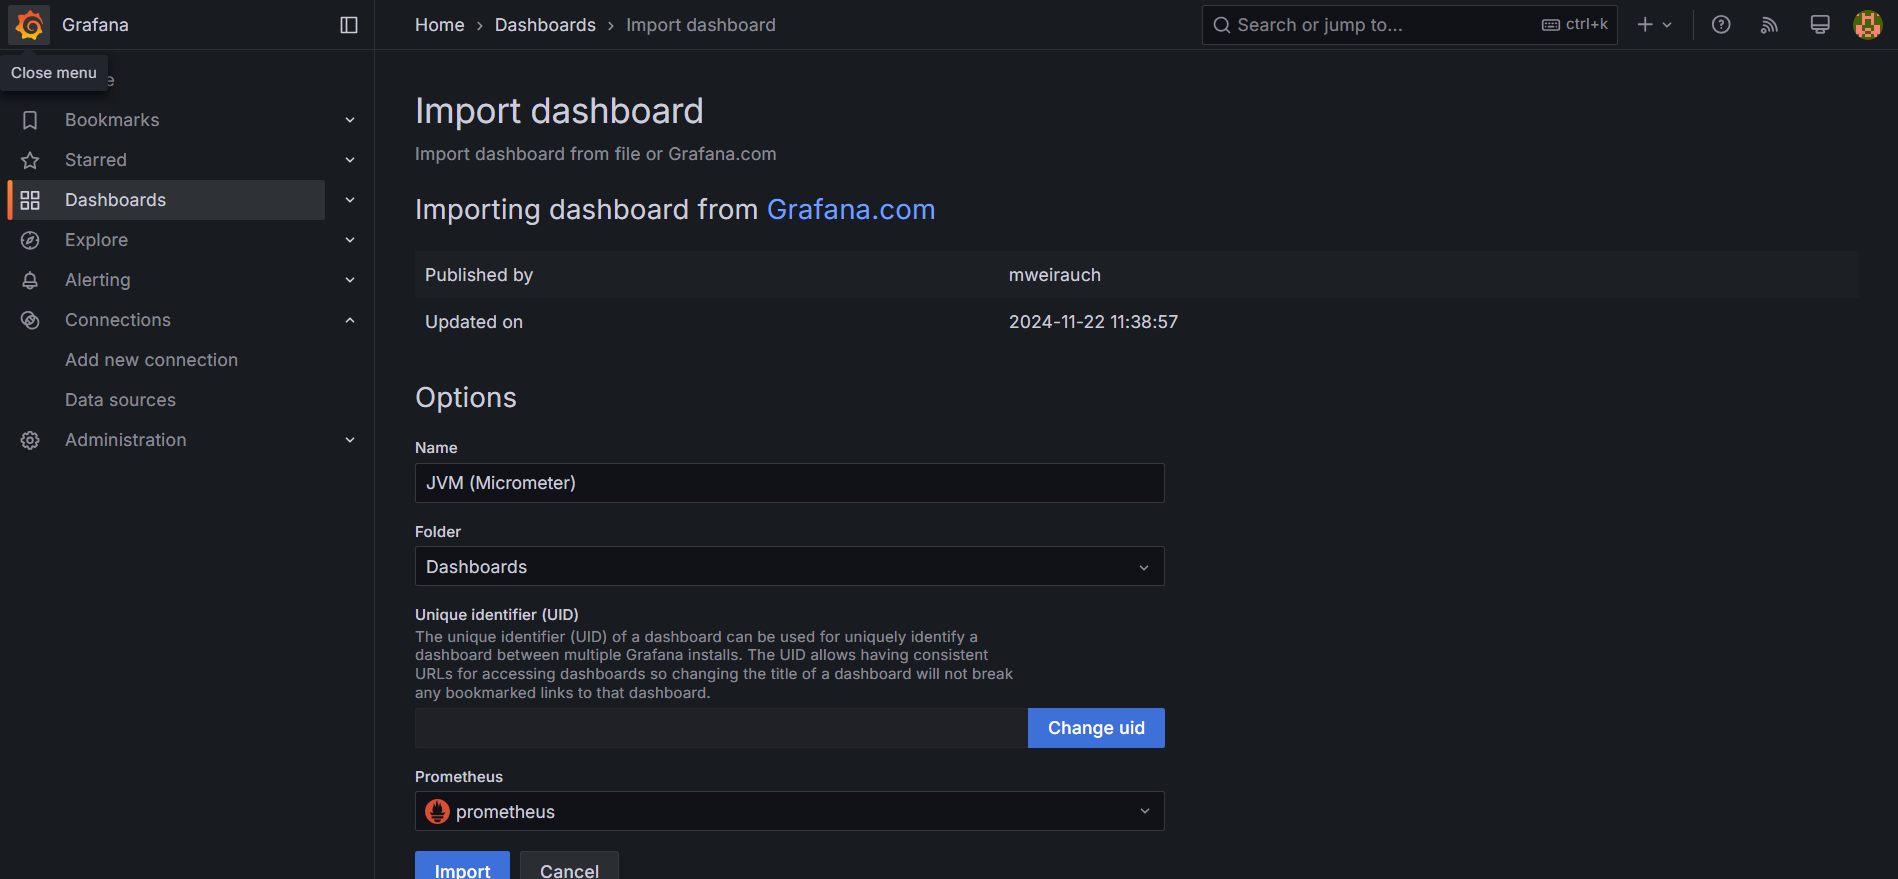 Grafana
Home › Dashboards › Import dashboard
Search or jump to...
ctrl+k
Close menu
e
Bookmarks
Starred
Dashboards
Explore
Alerting
Connections
Add new connection
Data sources
Administration
Import dashboard
Import dashboard from file or Grafana.com
Importing dashboard from Grafana.com
Published by mweirauch
Updated on 2024-11-22 11:38:57
Options
Name
JVM (Micrometer)
Folder
Dashboards
Unique identifier (UID)
The unique identifier (UID) of a dashboard can be used for uniquely identify a
dashboard between multiple Grafana installs. The UID allows having consistent
URLs for accessing dashboards so changing the title of a dashboard will not break
any bookmarked links to that dashboard.
Change uid
Prometheus
prometheus
Import
Cancel